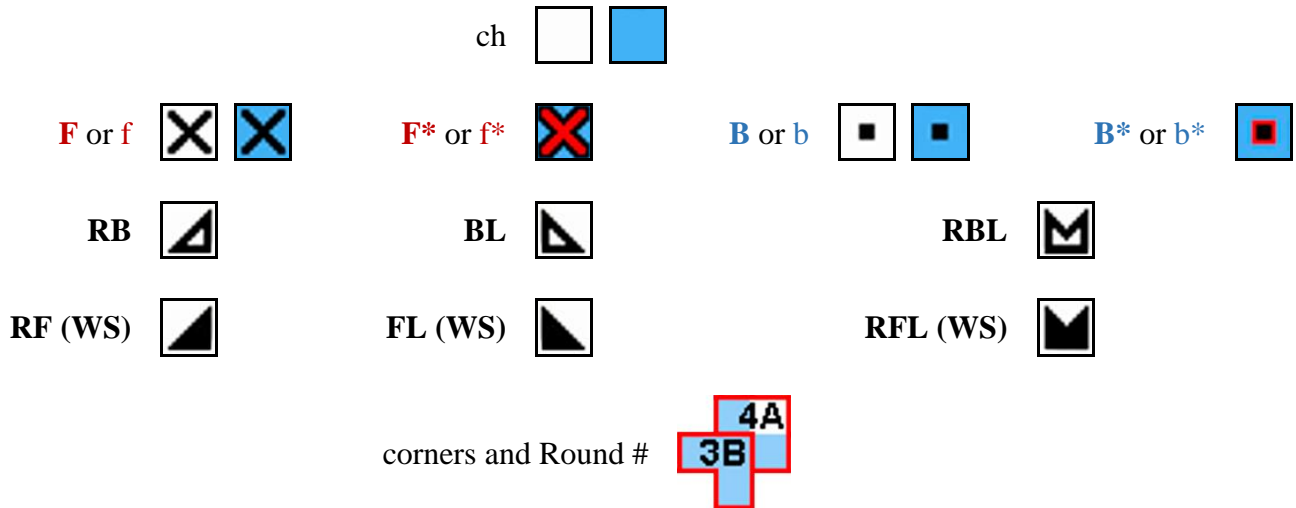 ch
F or f F* or f* B or b B* or b*
RB BL RBL
RF (WS) FL (WS) RFL (WS)
4A
corners and Round # 3B